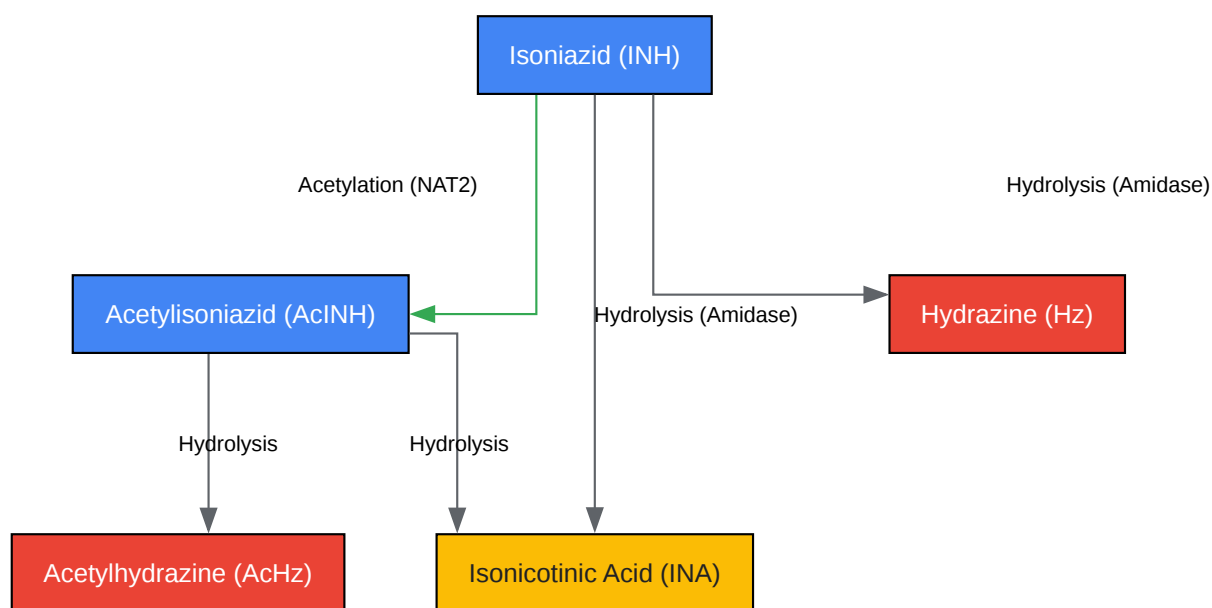 Isoniazid (INH)
Acetylation (NAT2)
Hydrolysis (Amidase)
Acetylisoniazid (AcINH)
Hydrolysis (Amidase)
Hydrazine (Hz)
Hydrolysis
Hydrolysis
Acetylhydrazine (AcHz)
Isonicotinic Acid (INA)